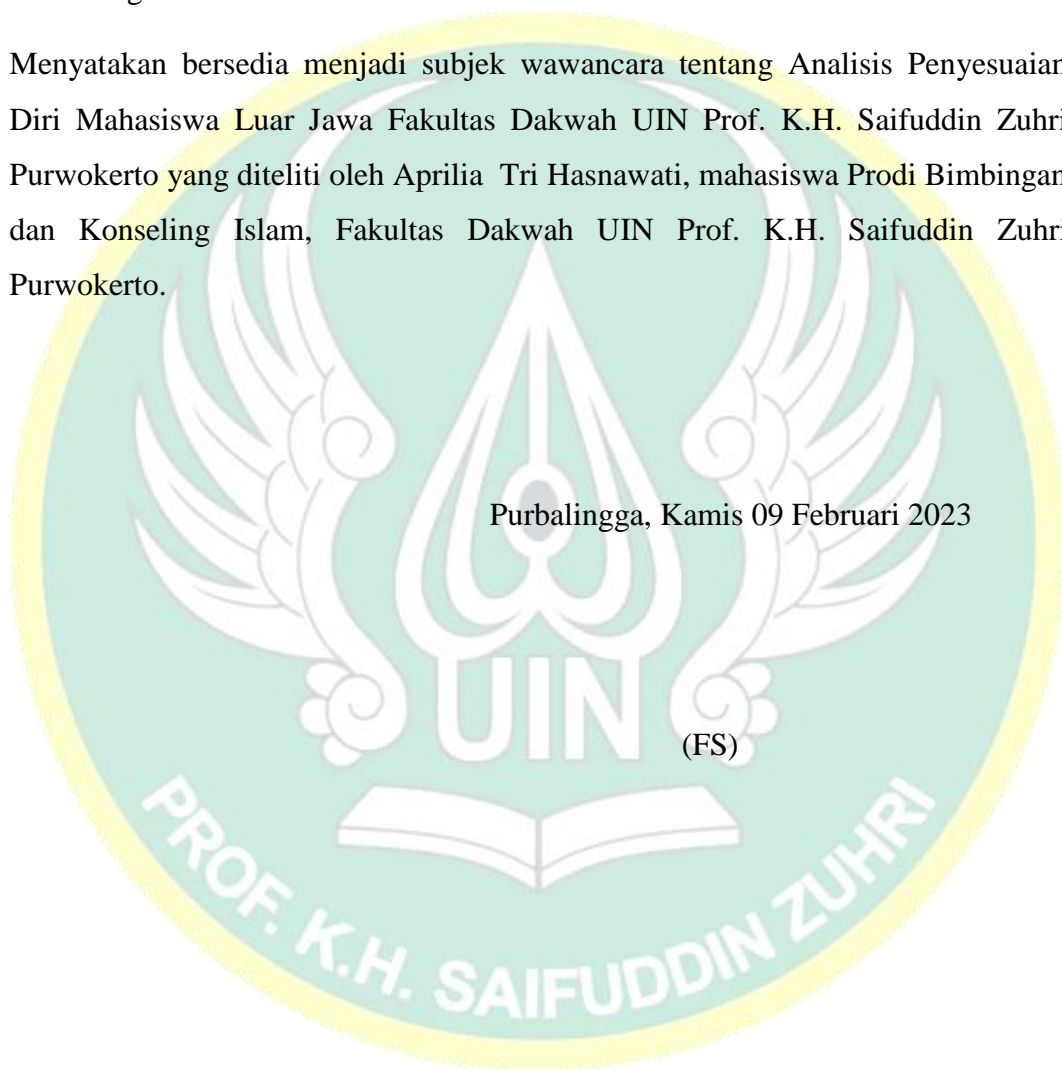 Menyatakan bersedia menjadi subjek wawancara tentang Analisis Penyesuaian
Diri Mahasiswa Luar Jawa Fakultas Dakwah UIN Prof. K.H. Saifuddin Zuhri
Purwokerto yang diteliti oleh Aprilia Tri Hasnawati, mahasiswa Prodi Bimbingan
dan Konseling Islam, Fakultas Dakwah UIN Prof. K.H. Saifuddin Zuhri
Purwokerto.
Purbalingga, Kamis 09 Februari 2023
UIN
(FS)
PROF. K.H. SAIFUDDIN ZUHRI